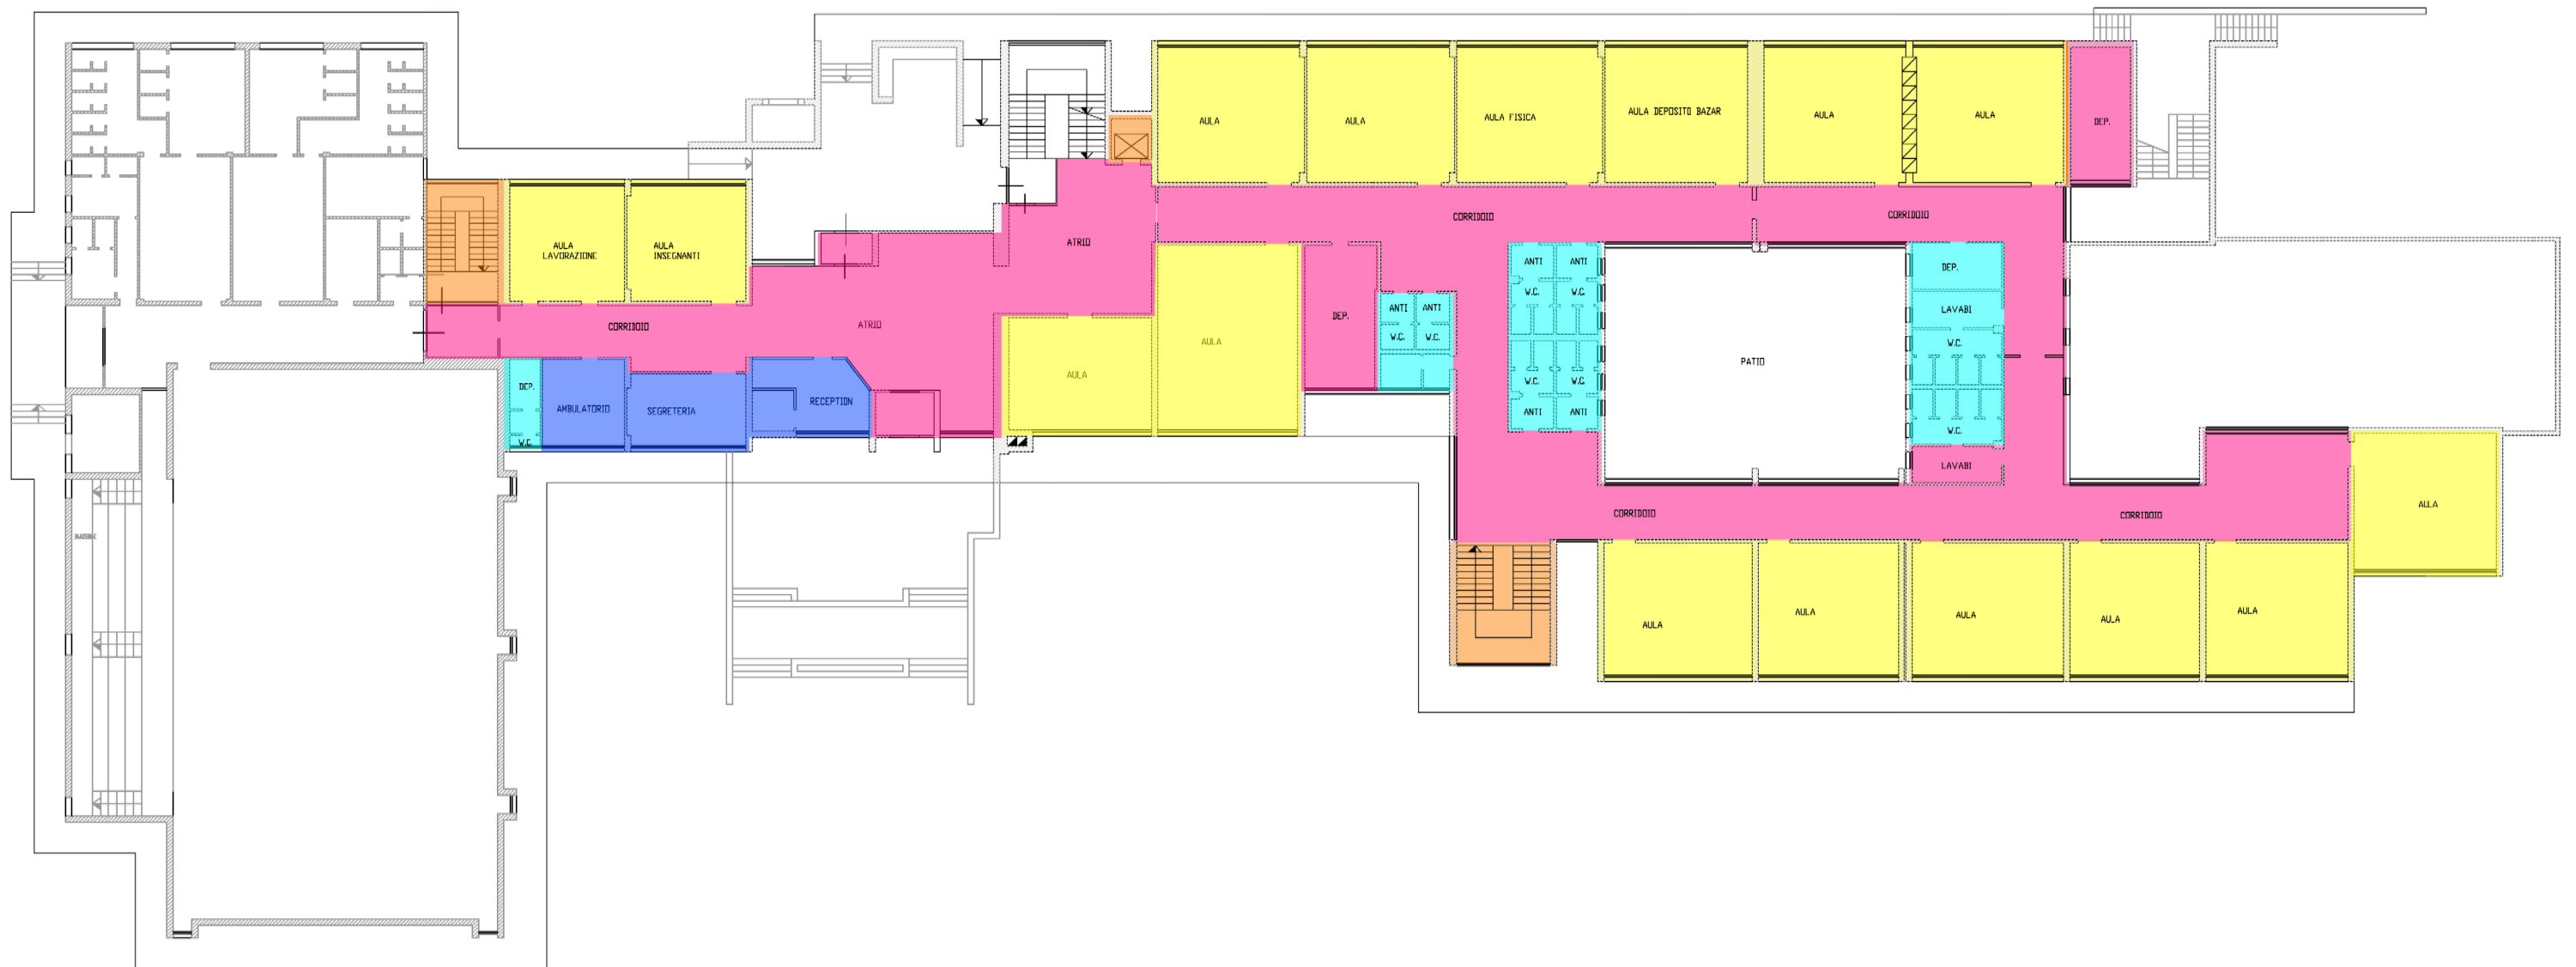 AULA
AULA
AULA FISICA
AULA DEPOSITO BAZAR
AULA
AULA
DEP.
AULA
LAVORAZIONE
AULA
INSEGNANTI
ATRIO
CORRIDOIO
CORRIDOIO
CORRIDOIO
ATRIO
DEP.
W.C.
AMBULATORIO
SEGRETERIA
RECEPTION
AULA
AULA
DEP.
ANTI
ANTI
W.C.
W.C.
ANTI
ANTI
W.C.
W.C.
W.C.
W.C.
ANTI
ANTI
PATIO
DEP.
LAVABI
W.C.
W.C.
LAVABI
CORRIDOIO
CORRIDOIO
AULA
AULA
AULA
AULA
AULA
AULA